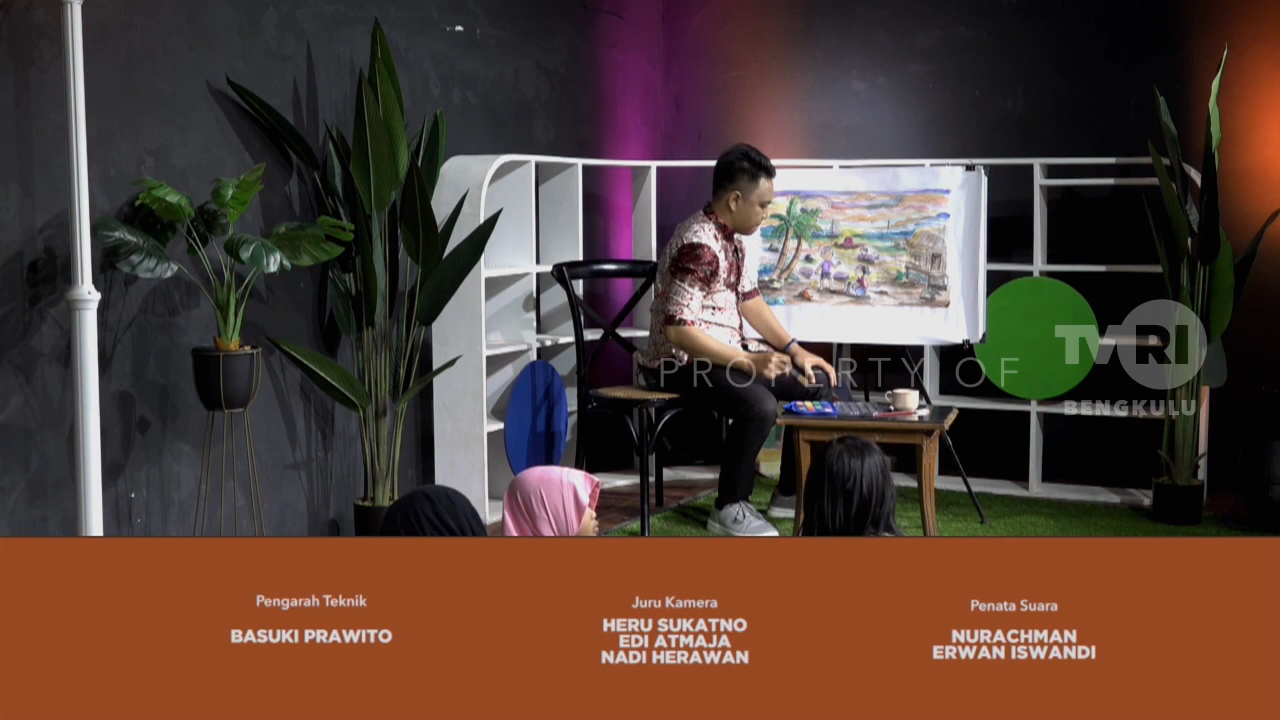 PROPERTY OF
TVRI
BENGKULU
Pengarah Teknik
BASUKI PRAWITO
Juru Kamera
HERU SUKATNO
EDI ATMAJA
NADI HERAWAN
Penata Suara
NURACHMAN
ERWAN ISWANDI